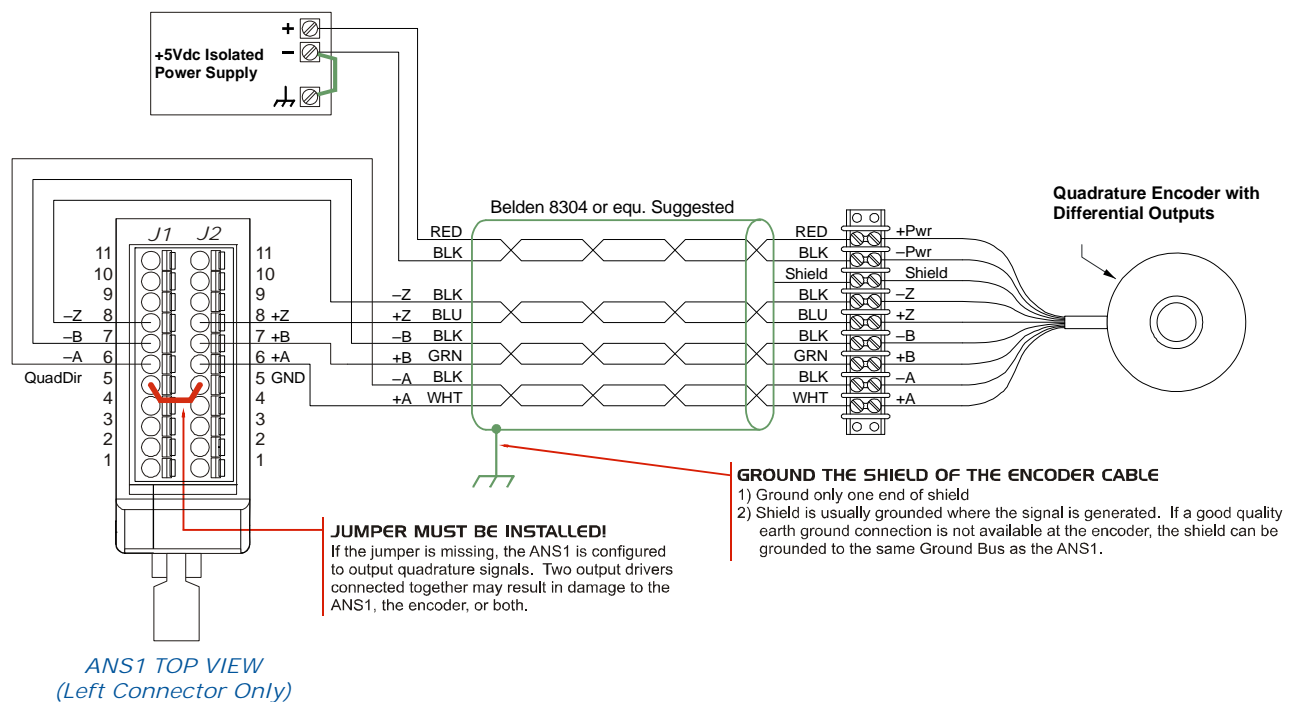 +
–
+5Vdc Isolated
Power Supply
Belden 8304 or equ. Suggested
Quadrature Encoder with
Differential Outputs
J1 J2
11 11
10 10
9 9
–Z 8 8 +Z
–B 7 7 +B
–A 6 6 +A
QuadDir 5 5 GND
4 4
3 3
2 2
1 1
RED RED +Pwr
BLK BLK –Pwr
Shield Shield
–Z BLK BLK –Z
+Z BLU BLU +Z
–B BLK BLK –B
+B GRN GRN +B
–A BLK BLK –A
+A WHT WHT +A
GROUND THE SHIELD OF THE ENCODER CABLE
1) Ground only one end of shield
2) Shield is usually grounded where the signal is generated. If a good quality
earth ground connection is not available at the encoder, the shield can be
grounded to the same Ground Bus as the ANS1.
JUMPER MUST BE INSTALLED!
If the jumper is missing, the ANS1 is configured
to output quadrature signals. Two output drivers
connected together may result in damage to the
ANS1, the encoder, or both.
ANS1 TOP VIEW
(Left Connector Only)